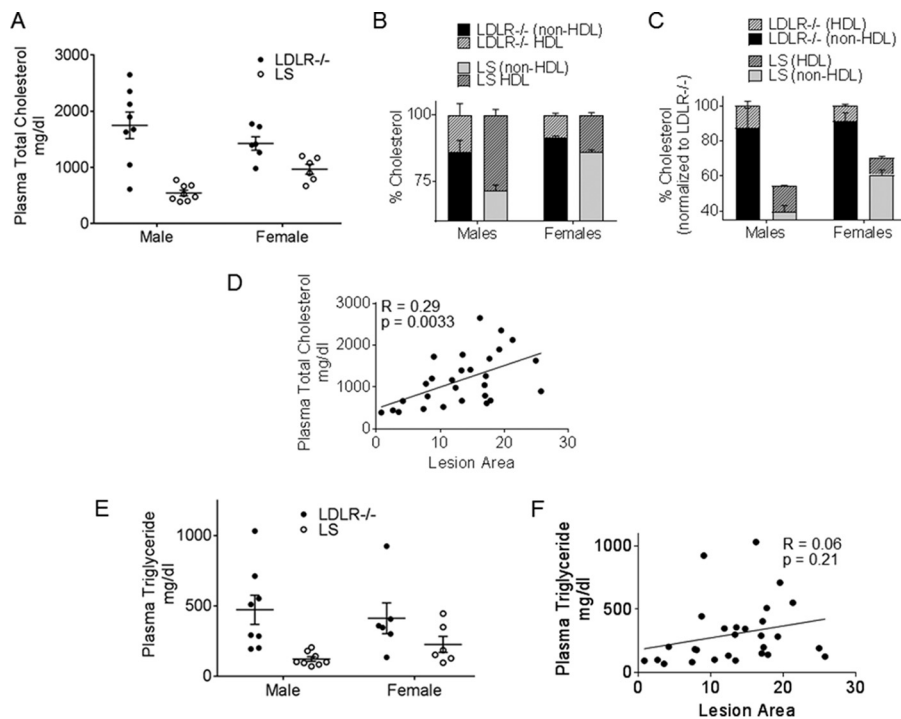 A
Plasma Total Cholesterol
mg/dl
3000
2000
1000
0
LDLR-/-
LS
Male
Female
B
LDLR-/- (non-HDL)
LDLR-/- HDL
LS (non-HDL)
LS HDL
% Cholesterol
100
75
Males
Females
C
LDLR-/- (HDL)
LDLR-/- (non-HDL)
LS (HDL)
LS (non-HDL)
% Cholesterol
(normalized to LDLR-/-)
100
80
60
40
Males
Females
D
Plasma Total Cholesterol
mg/dl
3000
2000
1000
0
R = 0.29
p = 0.0033
0
10
20
30
Lesion Area
E
Plasma Triglyceride
mg/dl
1000
500
0
LDLR-/-
LS
Male
Female
F
Plasma Triglyceride
mg/dl
1000
500
0
R = 0.06
p = 0.21
0
10
20
30
Lesion Area